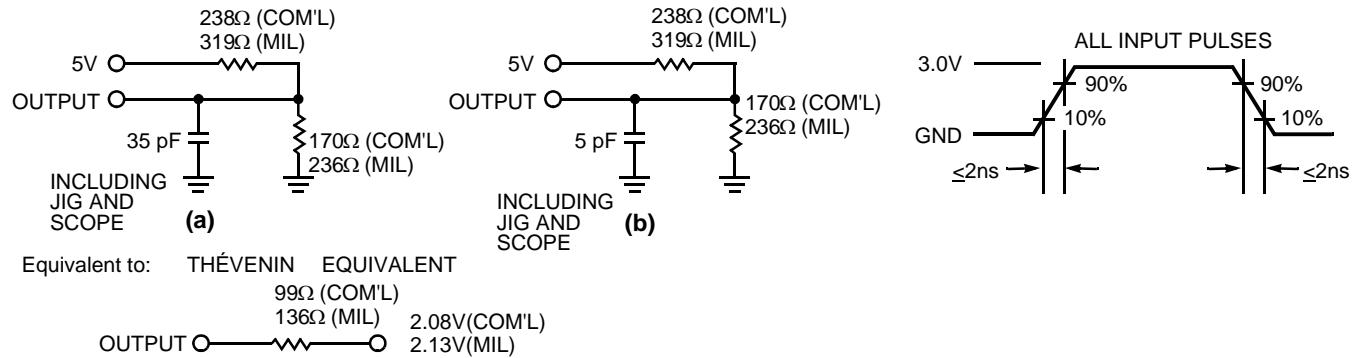 238Ω (COM'L)
319Ω (MIL)
5V
OUTPUT
35 pF
170Ω (COM'L)
236Ω (MIL)
INCLUDING
JIG AND
SCOPE
(a)
238Ω (COM'L)
319Ω (MIL)
5V
OUTPUT
5 pF
170Ω (COM'L)
236Ω (MIL)
INCLUDING
JIG AND
SCOPE
(b)
ALL INPUT PULSES
3.0V
90%
10%
GND
≤2ns
90%
10%
≤2ns
Equivalent to: THÉVENIN EQUIVALENT
99Ω (COM'L)
136Ω (MIL)
OUTPUT
2.08V(COM'L)
2.13V(MIL)